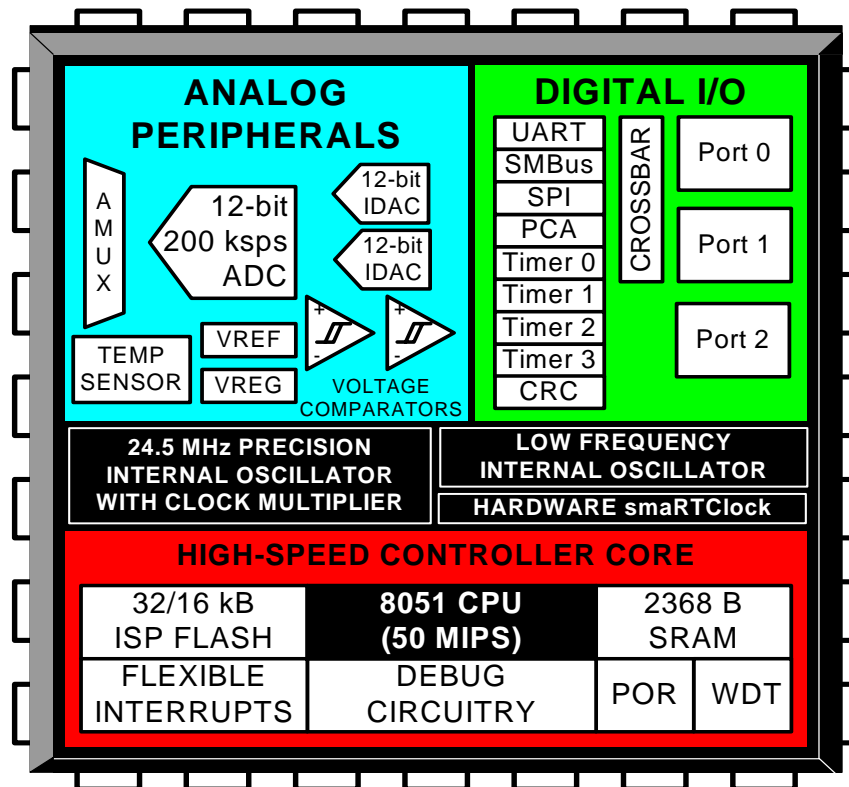 ANALOG
PERIPHERALS
A
M
U
X
12-bit
200 ksps
ADC
12-bit
IDAC
12-bit
IDAC
TEMP
SENSOR
VREF
VREG
+
-
+
-
VOLTAGE
COMPARATORS
DIGITAL I/O
UART
SMBus
SPI
PCA
Timer 0
Timer 1
Timer 2
Timer 3
CRC
CROSSBAR
Port 0
Port 1
Port 2
24.5 MHz PRECISION
INTERNAL OSCILLATOR
WITH CLOCK MULTIPLIER
LOW FREQUENCY
INTERNAL OSCILLATOR
HARDWARE smaRTClock
HIGH-SPEED CONTROLLER CORE
32/16 kB
ISP FLASH
8051 CPU
(50 MIPS)
2368 B
SRAM
FLEXIBLE
INTERRUPTS
DEBUG
CIRCUITRY
POR
WDT